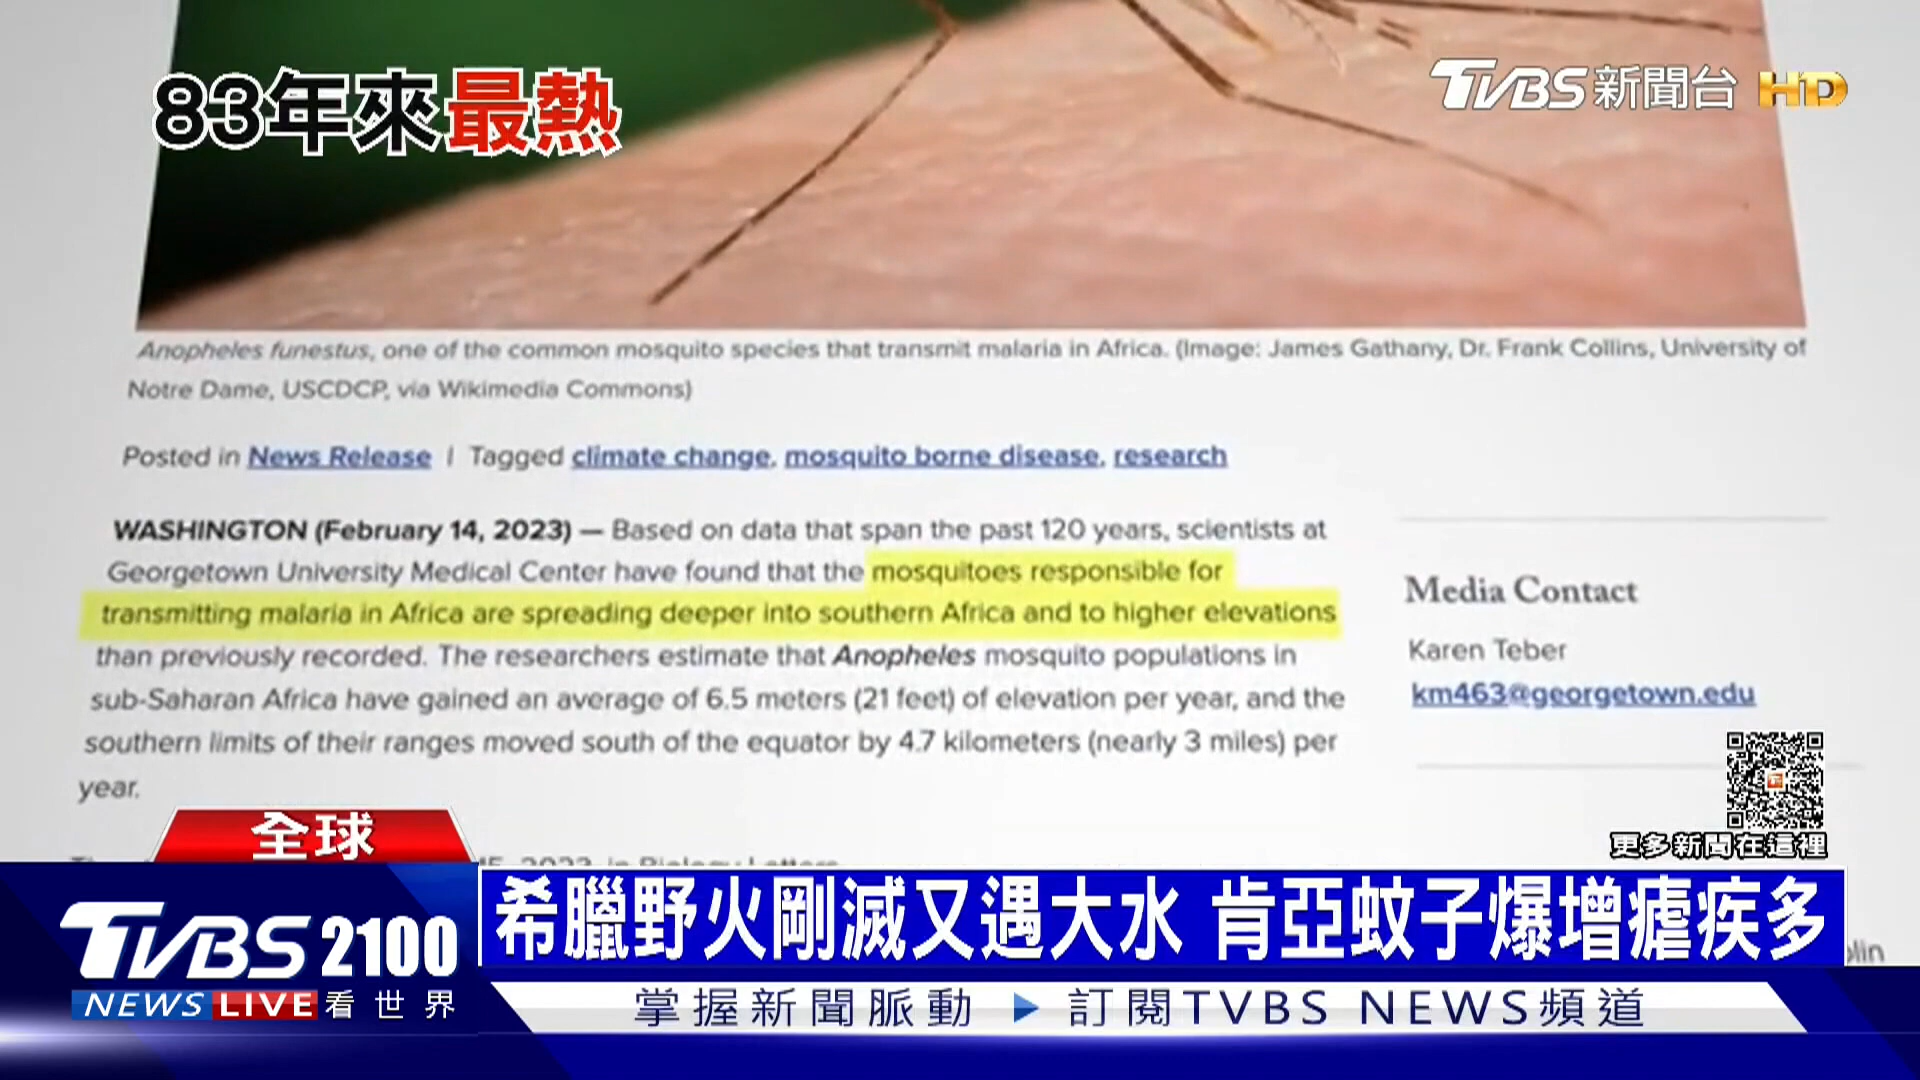 83年來最熱
TVBS新聞台 HD
Anopheles funestus, one of the common mosquito species that transmit malaria in Africa. (Image: James Gathany, Dr. Frank Collins, University of
Notre Dame, USCDCP, via Wikimedia Commons)
Posted in News Release | Tagged climate change, mosquito borne disease, research
WASHINGTON (February 14, 2023) — Based on data that span the past 120 years, scientists at
Georgetown University Medical Center have found that the mosquitoes responsible for
transmitting malaria in Africa are spreading deeper into southern Africa and to higher elevations
than previously recorded. The researchers estimate that Anopheles mosquito populations in
sub-Saharan Africa have gained an average of 6.5 meters (21 feet) of elevation per year, and the
southern limits of their ranges moved south of the equator by 4.7 kilometers (nearly 3 miles) per
year.
Media Contact
Karen Teber
km463@georgetown.edu
更多新聞在這裡
全球
TVBS 2100
NEWS LIVE 看世界
希臘野火剛滅又遇大水 肯亞蚊子爆增瘧疾多
掌握新聞脈動 ▶ 訂閱TVBS NEWS頻道